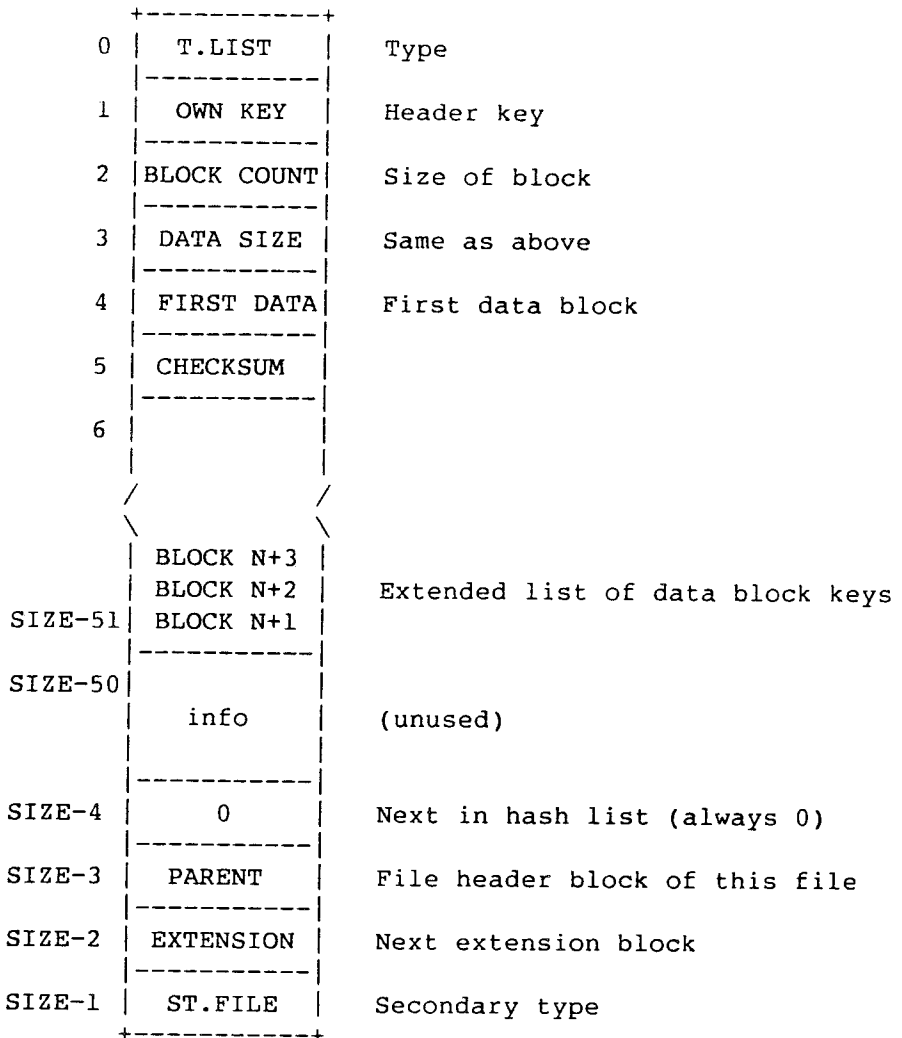 0 T.LIST Type
1 OWN KEY Header key
2 BLOCK COUNT Size of block
3 DATA SIZE Same as above
4 FIRST DATA First data block
5 CHECKSUM
6
BLOCK N+3
BLOCK N+2 Extended list of data block keys
SIZE-51 BLOCK N+1
SIZE-50
info (unused)
SIZE-4 0 Next in hash list (always 0)
SIZE-3 PARENT File header block of this file
SIZE-2 EXTENSION Next extension block
SIZE-1 ST.FILE Secondary type